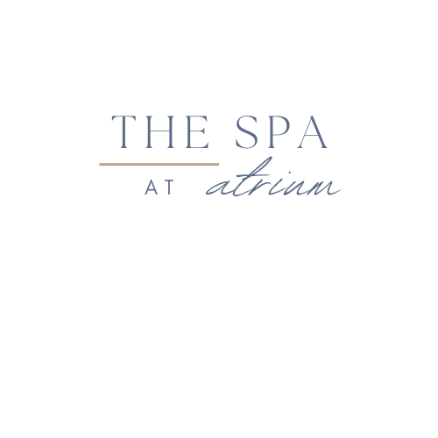 THE SPA
AT atrium